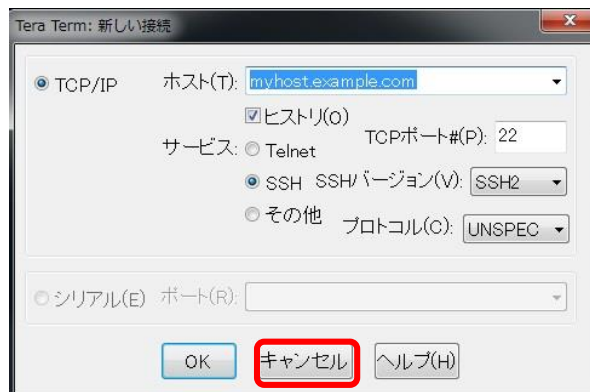 Tera Term: 新しい接続
TCP/IP ホスト(T): myhost.example.com
ヒストリ(O)
サービス: Telnet TCPポート#(P): 22
SSH SSHバージョン(V): SSH2
その他 プロトコル(C): UNSPEC
シリアル(E) ポート(R):
OK キャンセル ヘルプ(H)